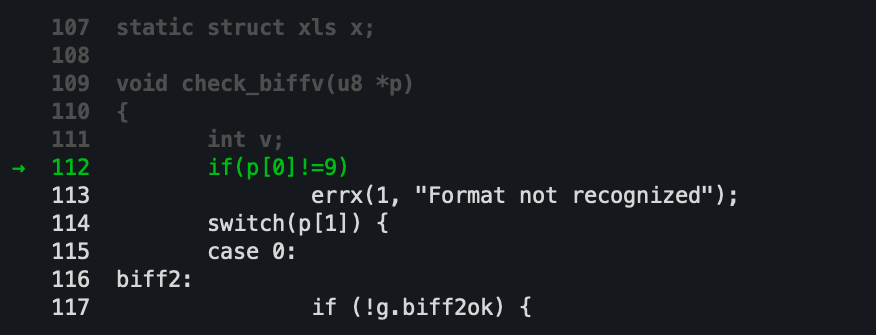 107 static struct xls x;
108
109 void check_biffv(u8 *p)
110 {
111 int v;
→ 112 if(p[0]!=9)
113 errx(1, "Format not recognized");
114 switch(p[1]) {
115 case 0:
116 biff2:
117 if (!g.biff2ok) {